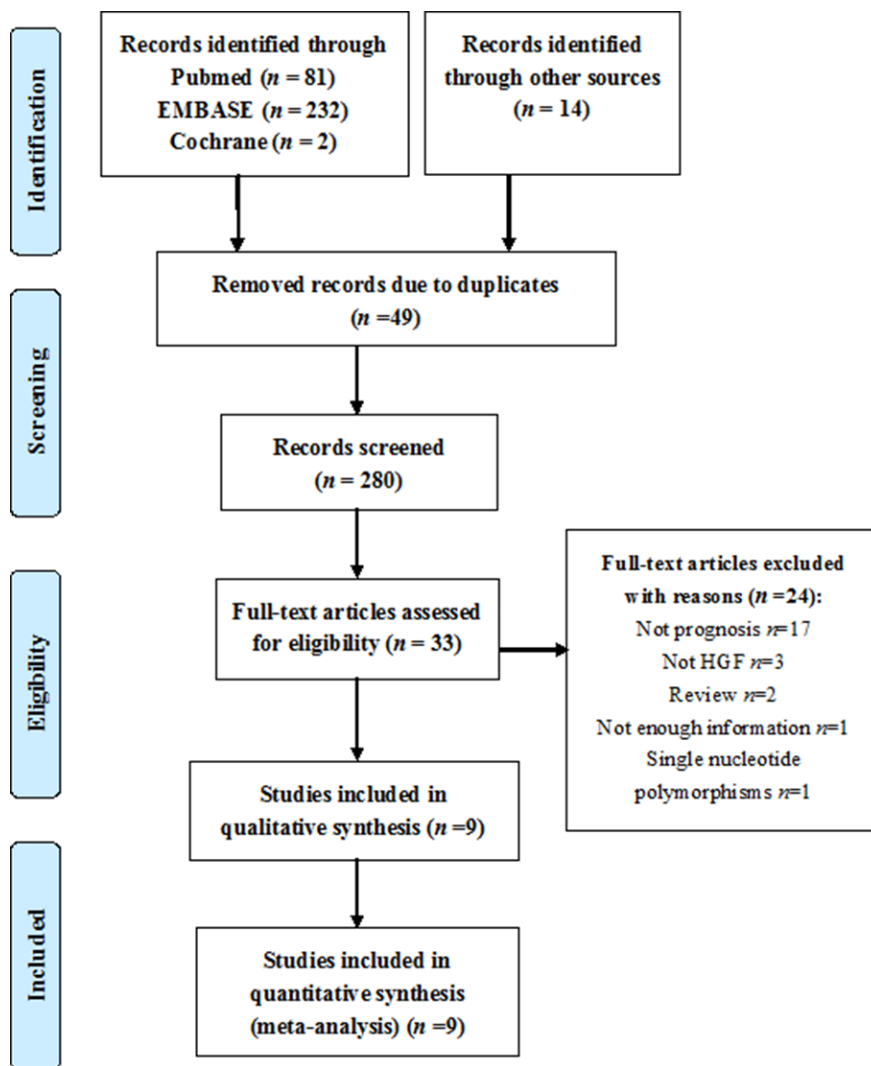 Identification
Records identified through
Pubmed (n = 81)
EMBASE (n = 232)
Cochrane (n = 2)
Records identified
through other sources
(n = 14)
Removed records due to duplicates
(n =49)
Screening
Records screened
(n = 280)
Eligibility
Full-text articles assessed
for eligibility (n = 33)
Full-text articles excluded
with reasons (n =24):
Not prognosis n=17
Not HGF n=3
Review n=2
Not enough information n=1
Single nucleotide
polymorphisms n=1
Studies included in
qualitative synthesis (n =9)
Included
Studies included in
quantitative synthesis
(meta-analysis) (n =9)